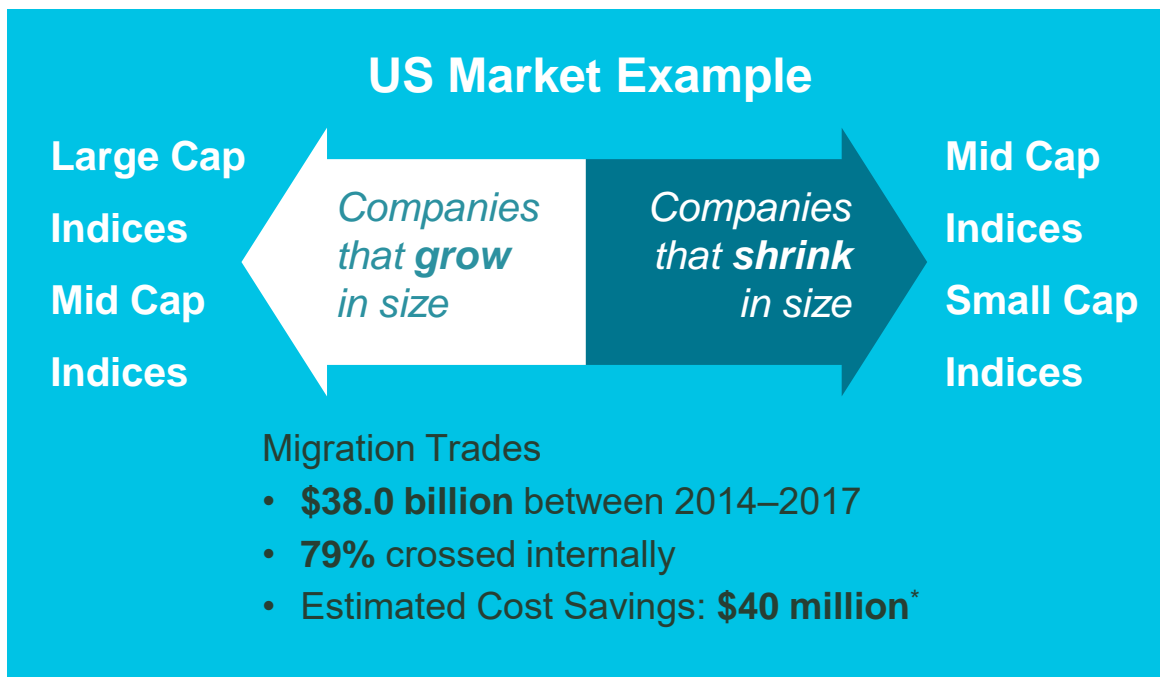 US Market Example
Large Cap
Indices
Mid Cap
Indices
Companies
that grow
in size
Companies
that shrink
in size
Mid Cap
Indices
Small Cap
Indices
Migration Trades
• $38.0 billion between 2014–2017
• 79% crossed internally
• Estimated Cost Savings: $40 million*